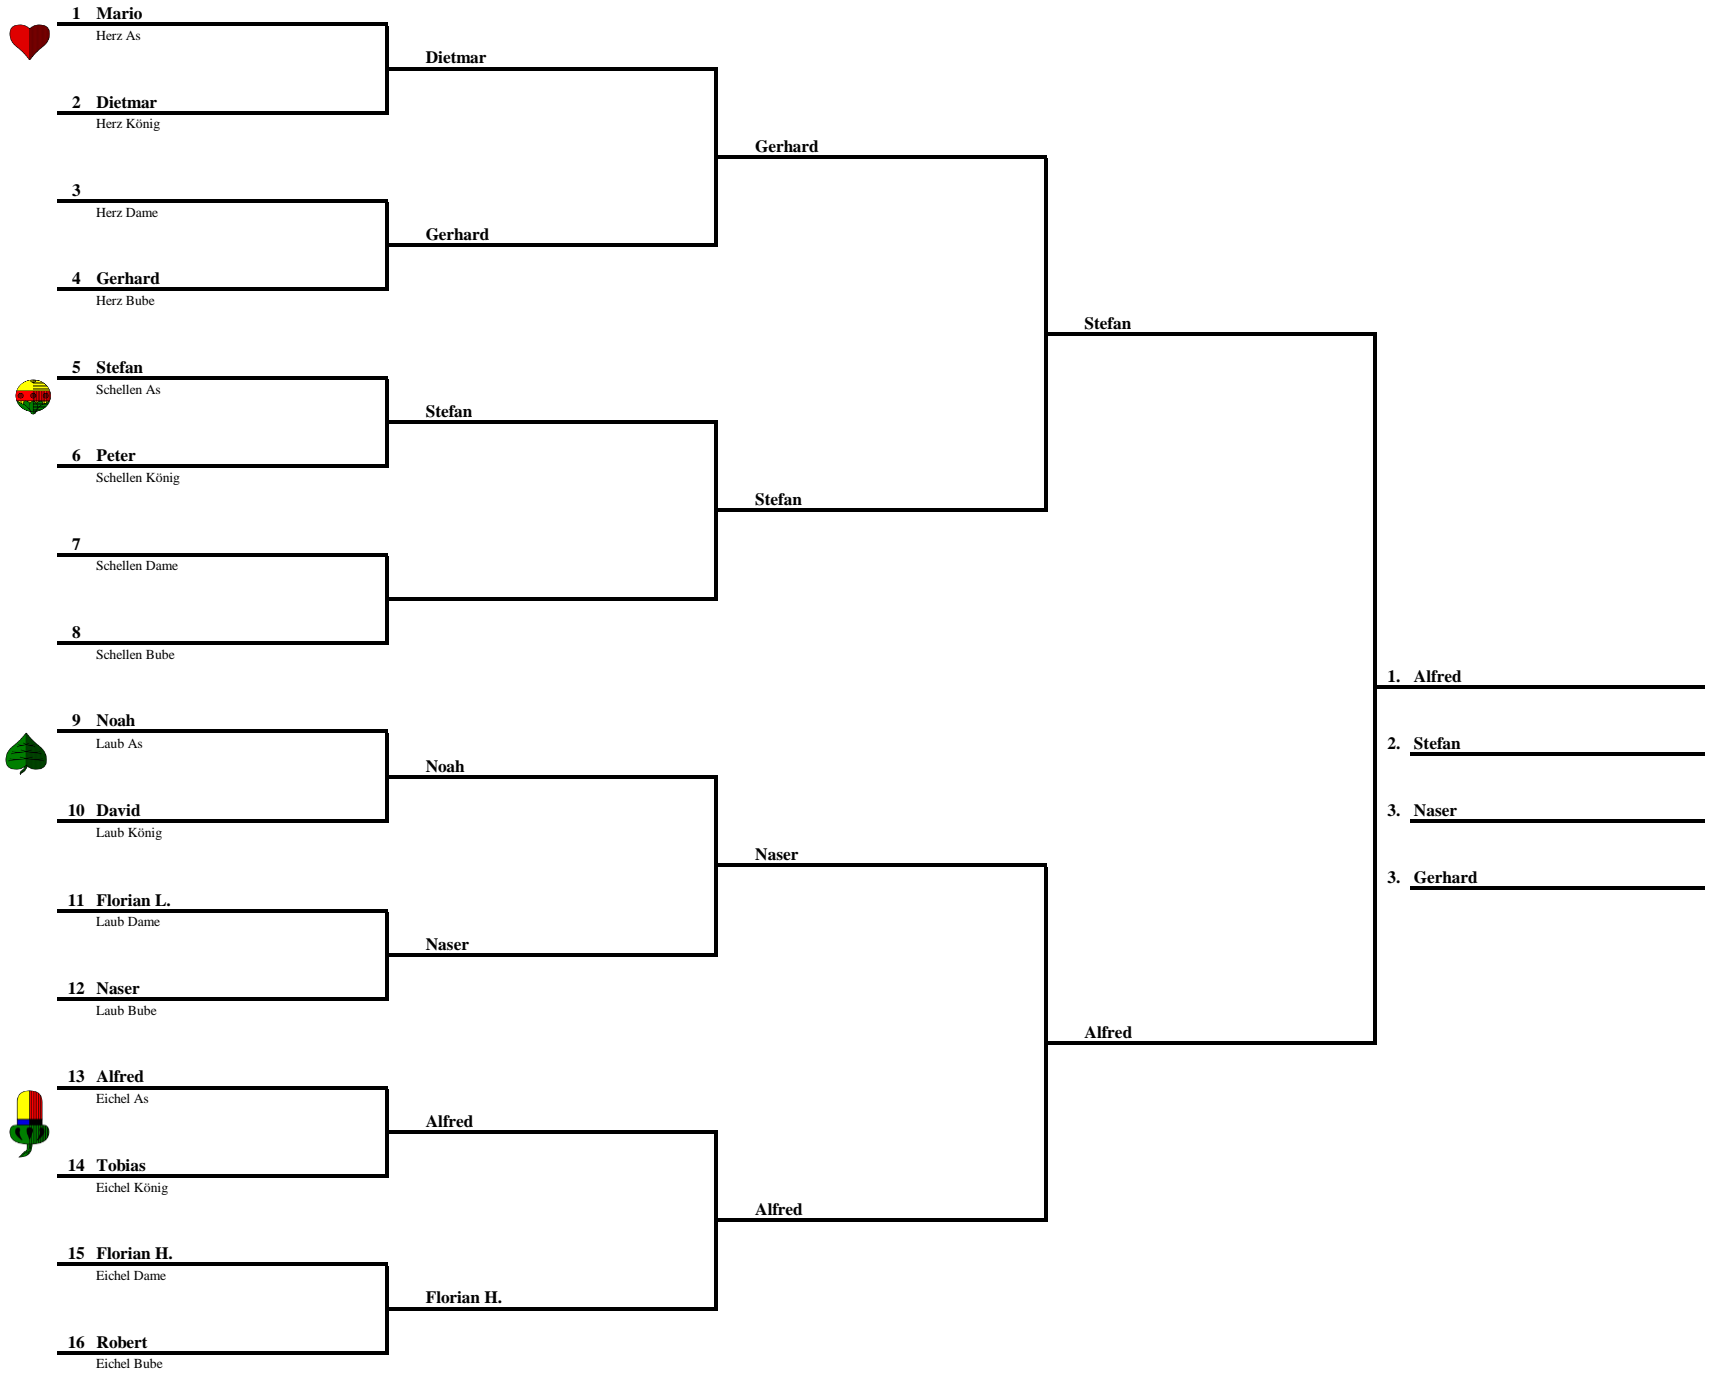 1 Mario
Herz As
Dietmar
2 Dietmar
Herz König
Gerhard
3
Herz Dame
Gerhard
4 Gerhard
Herz Bube
Stefan
5 Stefan
Schellen As
Stefan
6 Peter
Schellen König
Stefan
7
Schellen Dame
8
Schellen Bube
1. Alfred
9 Noah
Laub As
2. Stefan
Noah
10 David
Laub König
3. Naser
Naser
3. Gerhard
11 Florian L.
Laub Dame
Naser
12 Naser
Laub Bube
Alfred
13 Alfred
Eichel As
Alfred
14 Tobias
Eichel König
Alfred
15 Florian H.
Eichel Dame
Florian H.
16 Robert
Eichel Bube